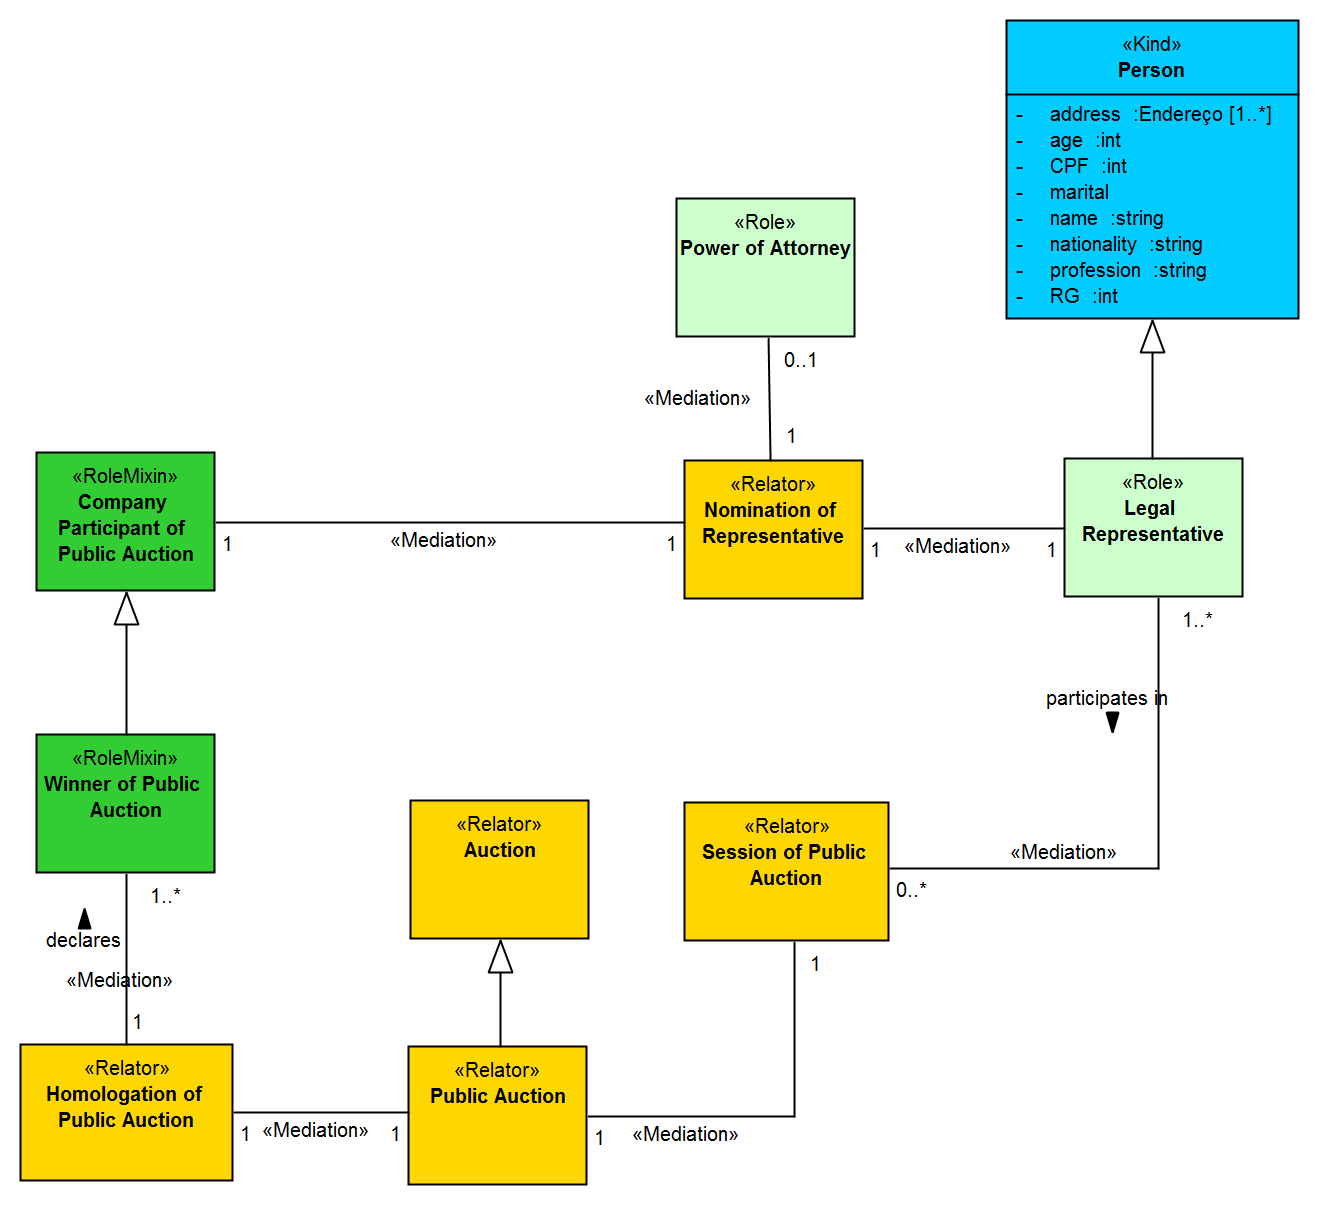 «Kind»
Person
- address :Endereço [1..*]
- age :int
- CPF :int
- marital
- name :string
- nationality :string
- profession :string
- RG :int
«Role»
Power of Attorney
0..1
«Mediation»
1
«RoleMixin»
Company
Participant of
Public Auction
1
«Mediation»
1
«Relator»
Nomination of
Representative
1
«Mediation»
1
«Role»
Legal
Representative
1..*
participates in
«Mediation»
0..*
«RoleMixin»
Winner of Public
Auction
1..*
declares
«Mediation»
1
«Relator»
Auction
«Relator»
Session of Public
Auction
1
«Relator»
Homologation of
Public Auction
1
«Mediation»
1
«Relator»
Public Auction
1
«Mediation»